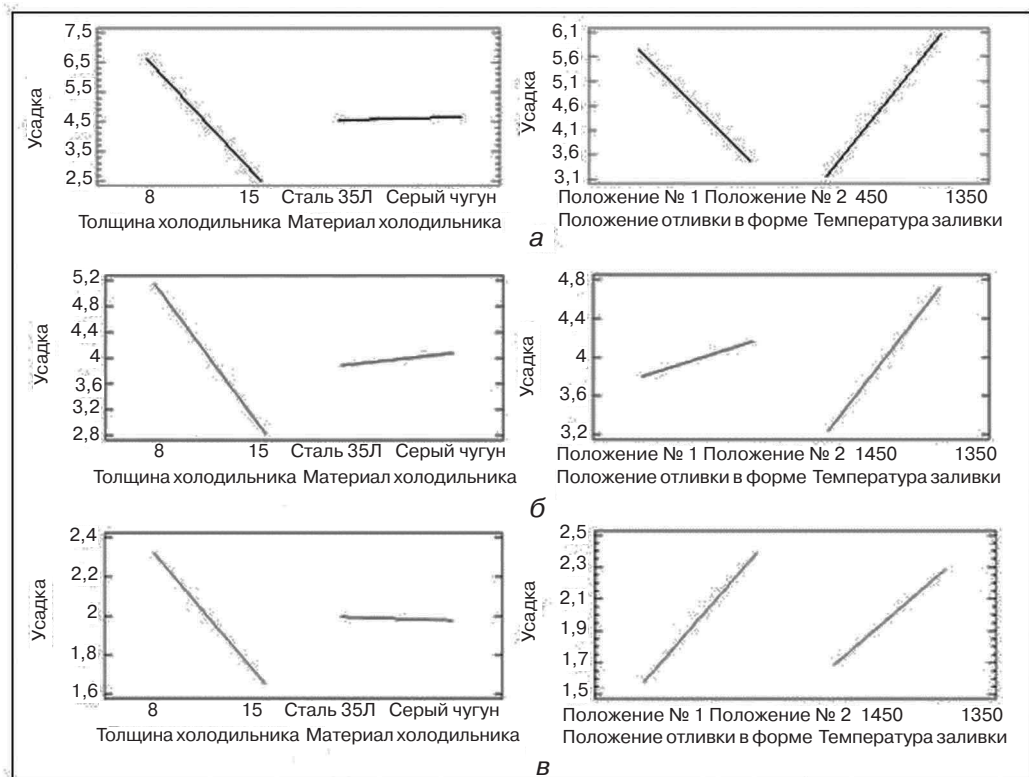 7,5
6,5
5,5
4,5
3,5
2,5
Усадка
8 15 Сталь 35Л Серый чугун
Толщина холодильника Материал холодильника
6,1
5,6
5,1
4,6
4,1
3,6
3,1
Усадка
Положение № 1 Положение № 2 450 1350
Положение отливки в форме Температура заливки
а
5,2
4,8
4,4
4
3,6
3,2
2,8
Усадка
8 15 Сталь 35Л Серый чугун
Толщина холодильника Материал холодильника
4,8
4,4
4
3,6
3,2
Усадка
Положение № 1 Положение № 2 1450 1350
Положение отливки в форме Температура заливки
б
2,4
2,2
2
1,8
1,6
Усадка
8 15 Сталь 35Л Серый чугун
Толщина холодильника Материал холодильника
2,5
2,3
2,1
1,9
1,7
1,5
Усадка
Положение № 1 Положение № 2 1450 1350
Положение отливки в форме Температура заливки
в